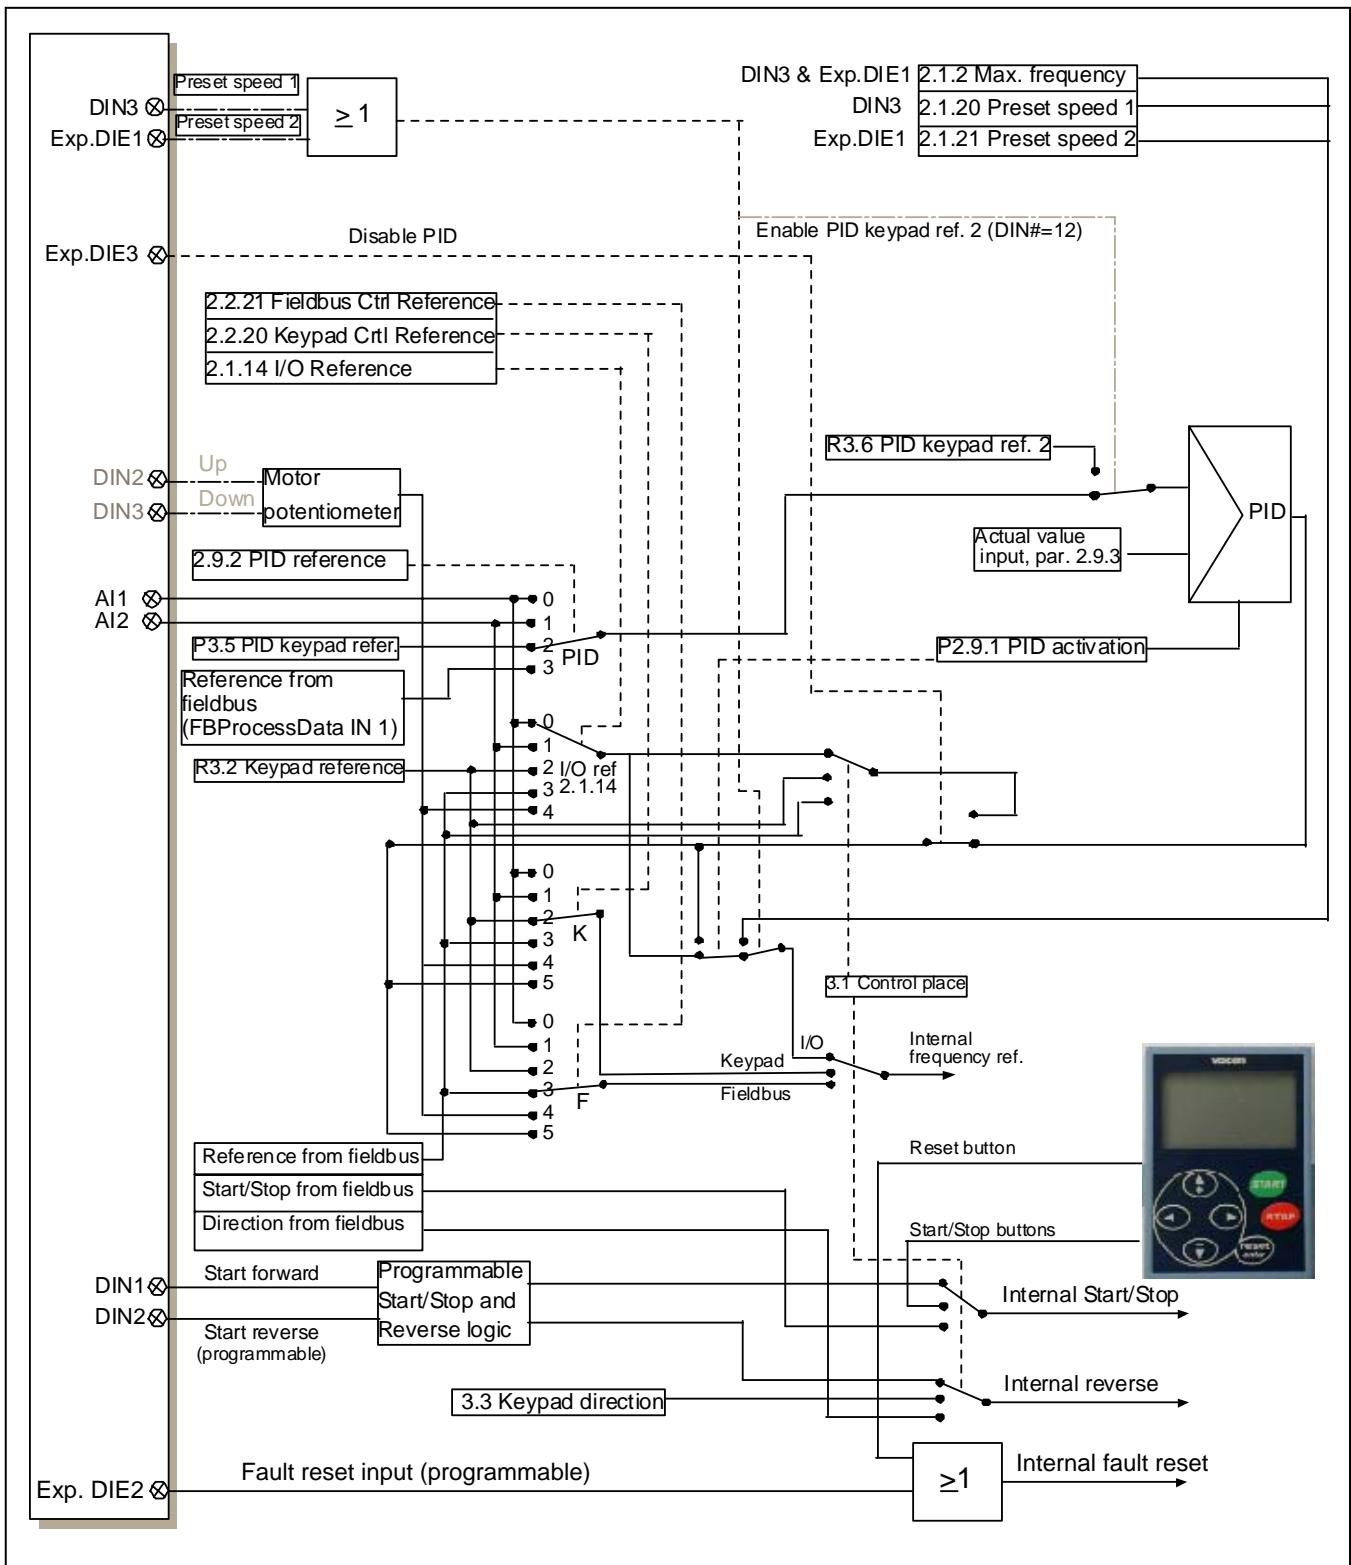 Preset speed 1
DIN3
Preset speed 2
Exp.DIE1
≥1
DIN3 & Exp.DIE1 2.1.2 Max. frequency
DIN3 2.1.20 Preset speed 1
Exp.DIE1 2.1.21 Preset speed 2
Enable PID keypad ref. 2 (DIN#=12)
Disable PID
Exp.DIE3
2.2.21 Fieldbus Ctrl Reference
2.2.20 Keypad Crtl Reference
2.1.14 I/O Reference
R3.6 PID keypad ref. 2
DIN2
Up
DIN3
Down
Motor
potentiometer
PID
Actual value
input, par. 2.9.3
2.9.2 PID reference
AI1
AI2
0
1
2
3
PID
P3.5 PID keypad refer.
P2.9.1 PID activation
Reference from
fieldbus
(FBProcessData IN 1)
R3.2 Keypad reference
0
1
2
3
4
I/O ref
2.1.14
0
1
2
3
4
5
K
3.1 Control place
0
1
2
3
4
5
F
I/O
Keypad
Fieldbus
Internal
frequency ref.
vacon
START
STOP
reset
enter
Reference from fieldbus
Start/Stop from fieldbus
Direction from fieldbus
Reset button
Start/Stop buttons
DIN1
Start forward
DIN2
Start reverse
(programmable)
Programmable
Start/Stop and
Reverse logic
Internal Start/Stop
3.3 Keypad direction
Internal reverse
Exp. DIE2
Fault reset input (programmable)
≥1
Internal fault reset